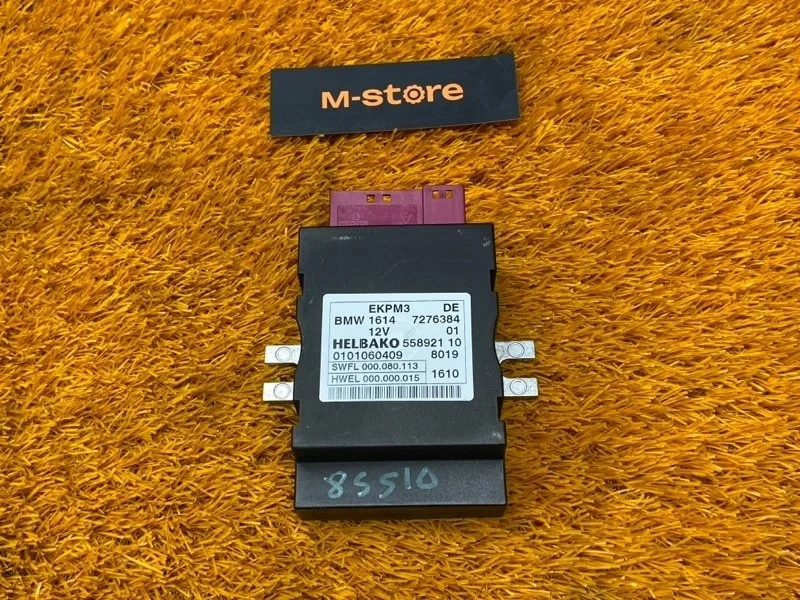 M-store
EKPM3 DE
BMW 1614 7276384
12V 01
HELBAKO 558921 10
0101060409 8019
SWFL 000.080.113
HWEL 000.000.015 1610
85510